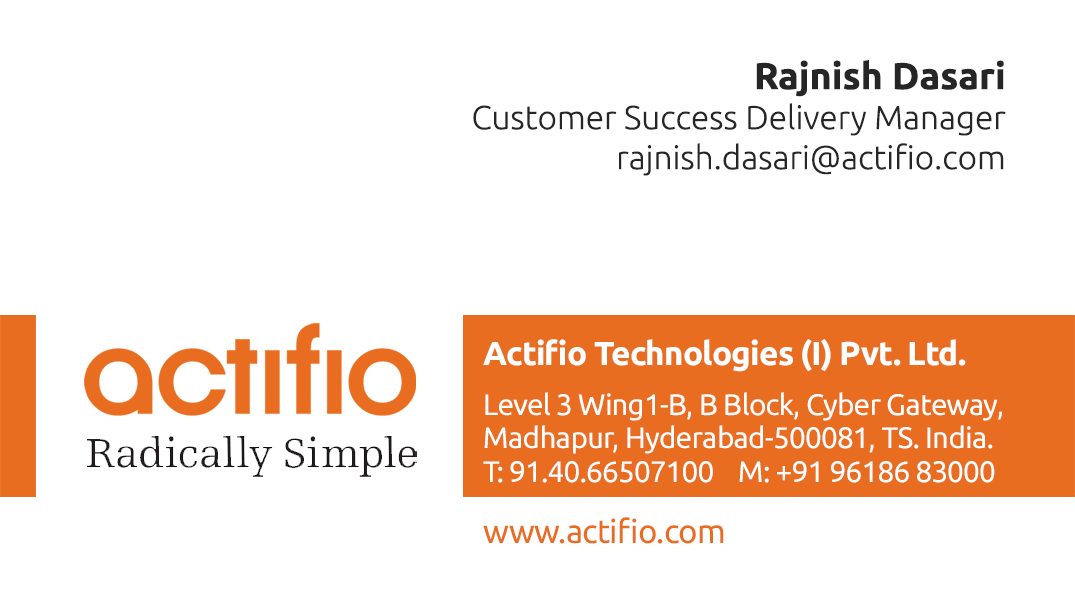 Rajnish Dasari
Customer Success Delivery Manager
rajnish.dasari@actifio.com
actifio
Radically Simple
Actifio Technologies (I) Pvt. Ltd.
Level 3 Wing1-B, B Block, Cyber Gateway,
Madhapur, Hyderabad-500081, TS. India.
T: 91.40.66507100    M: +91 96186 83000
www.actifio.com